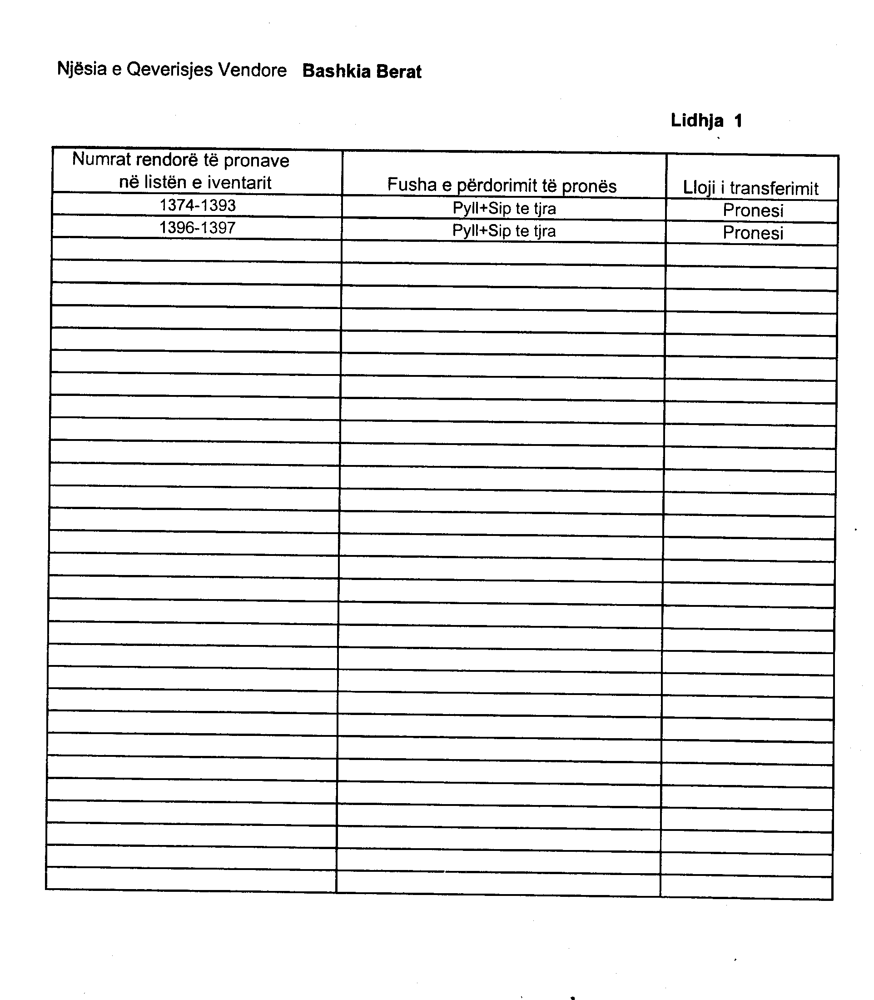 Njësia e Qeverisjes Vendore Bashkia Berat
Lidhja 1
Numrat rendorë të pronave
në listën e iventarit
Fusha e përdorimit të pronës
Lloji i transferimit
1374-1393 Pyll+Sip te tjra Pronesi
1396-1397 Pyll+Sip te tjra Pronesi